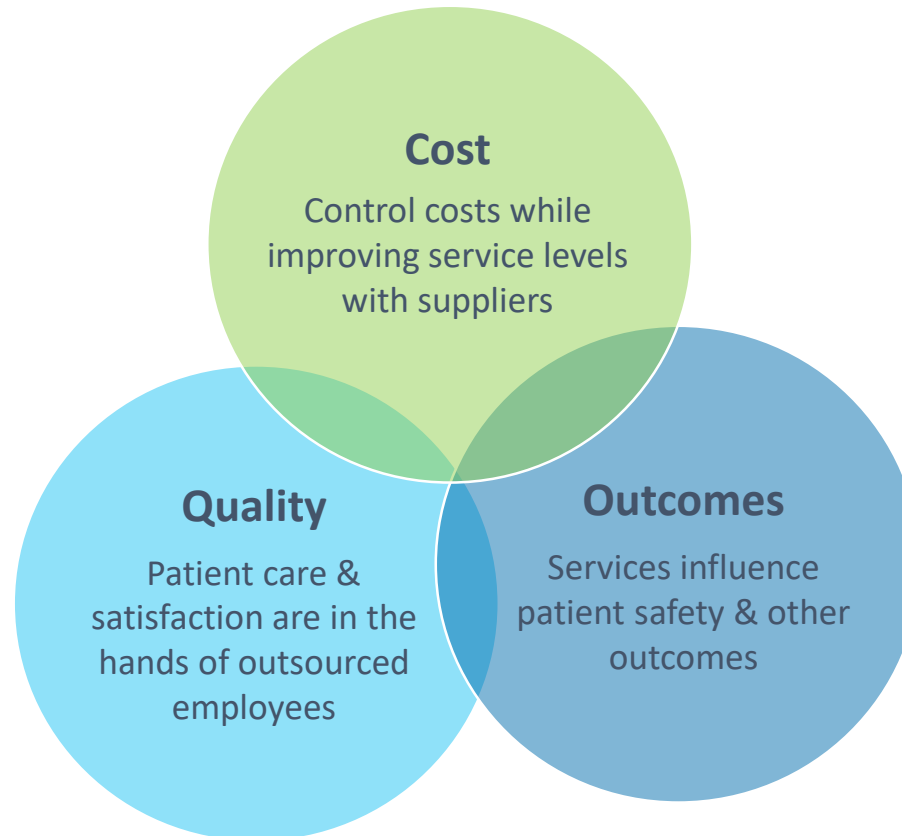 Cost
Control costs while
improving service levels
with suppliers
Quality
Patient care &
satisfaction are in the
hands of outsourced
employees
Outcomes
Services influence
patient safety & other
outcomes